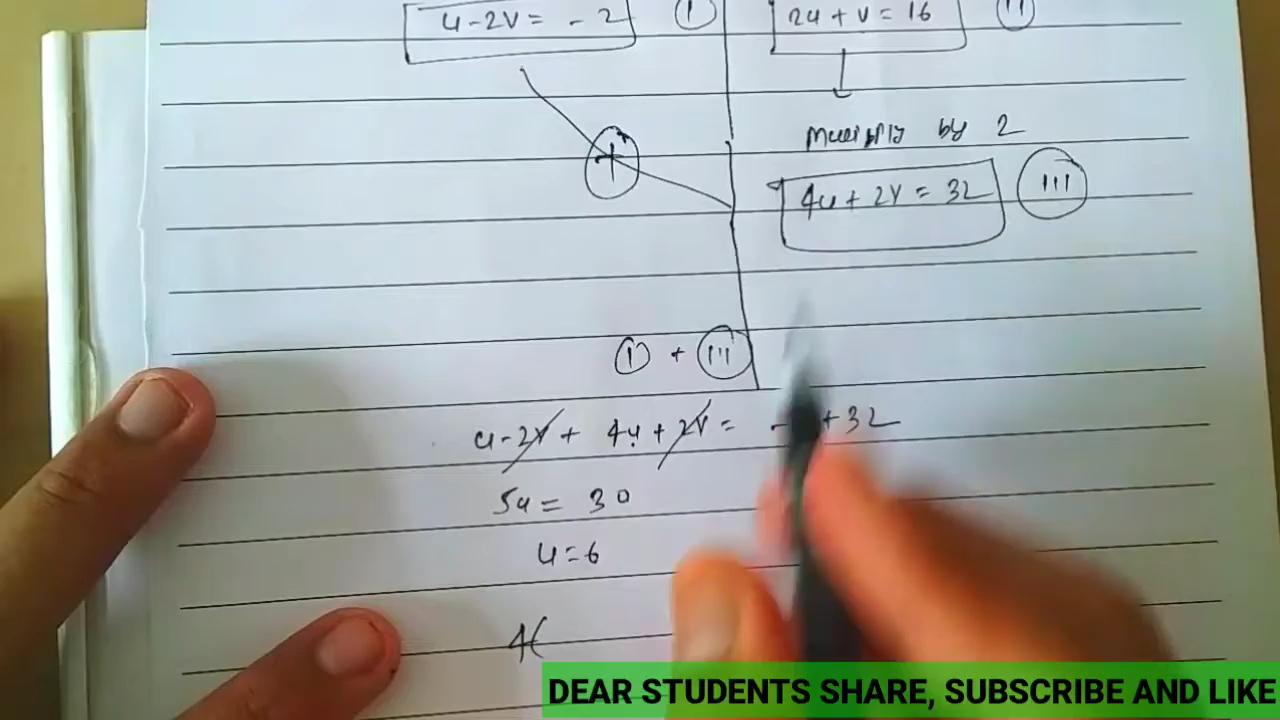 u-2v = -2 I
2u + v = 16 II
Multiply by 2
4u + 2v = 32 III
+
I + III
u-2v + 4u + 2v = - +32
5u = 30
u = 6
4(
DEAR STUDENTS SHARE, SUBSCRIBE AND LIKE